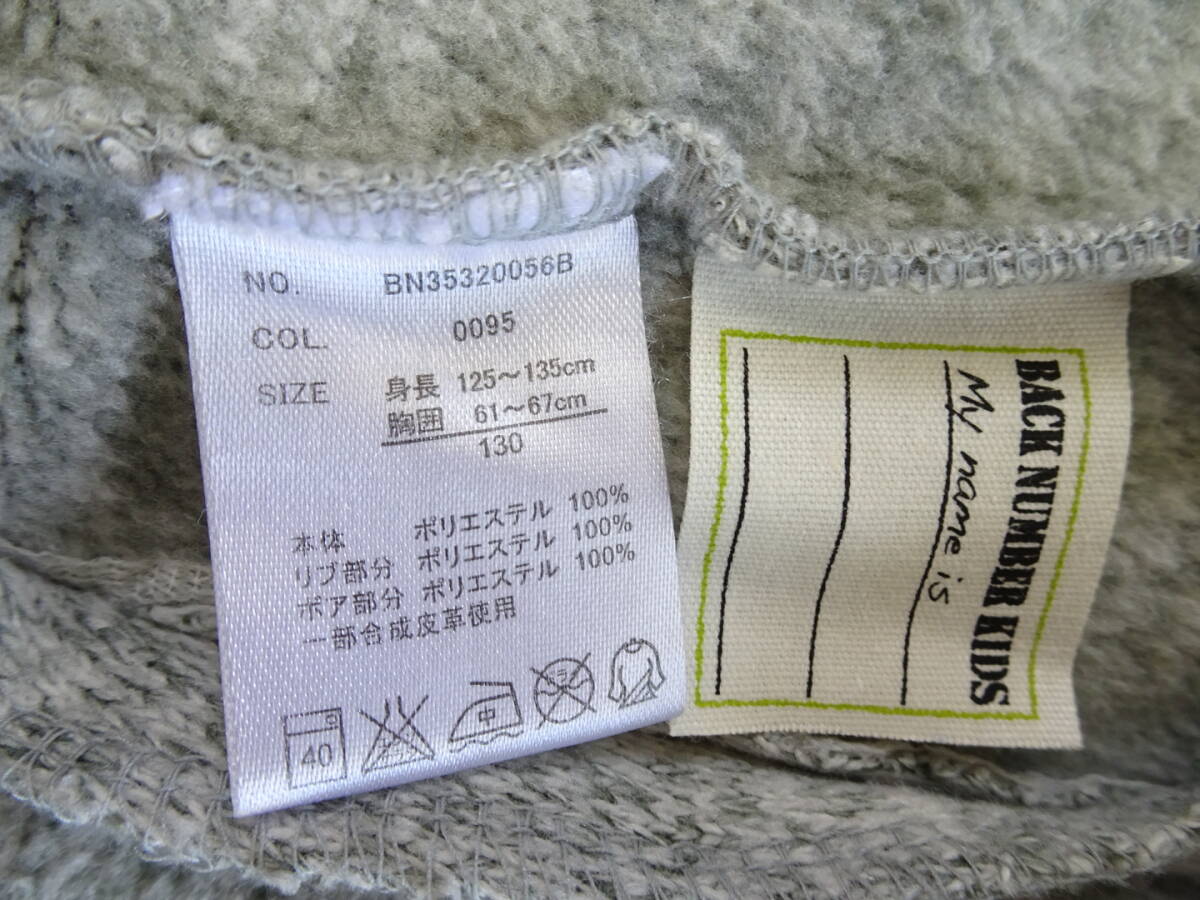 NO. BN35320056B
COL. 0095
SIZE 身長 125～135cm
胸囲 61～67cm
130
本体 ポリエステル 100%
リブ部分 ポリエステル 100%
ボア部分 ポリエステル 100%
一部合成皮革使用
40
中
BACK NUMBER KIDS
My name is